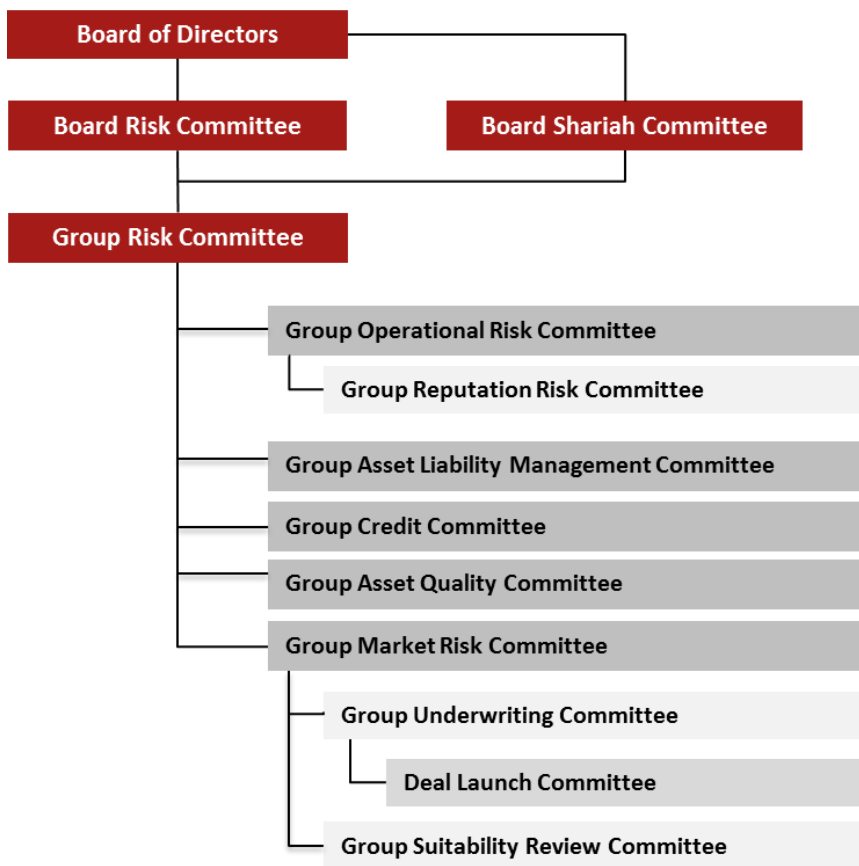 Board of Directors
Board Risk Committee
Board Shariah Committee
Group Risk Committee
Group Operational Risk Committee
Group Reputation Risk Committee
Group Asset Liability Management Committee
Group Credit Committee
Group Asset Quality Committee
Group Market Risk Committee
Group Underwriting Committee
Deal Launch Committee
Group Suitability Review Committee